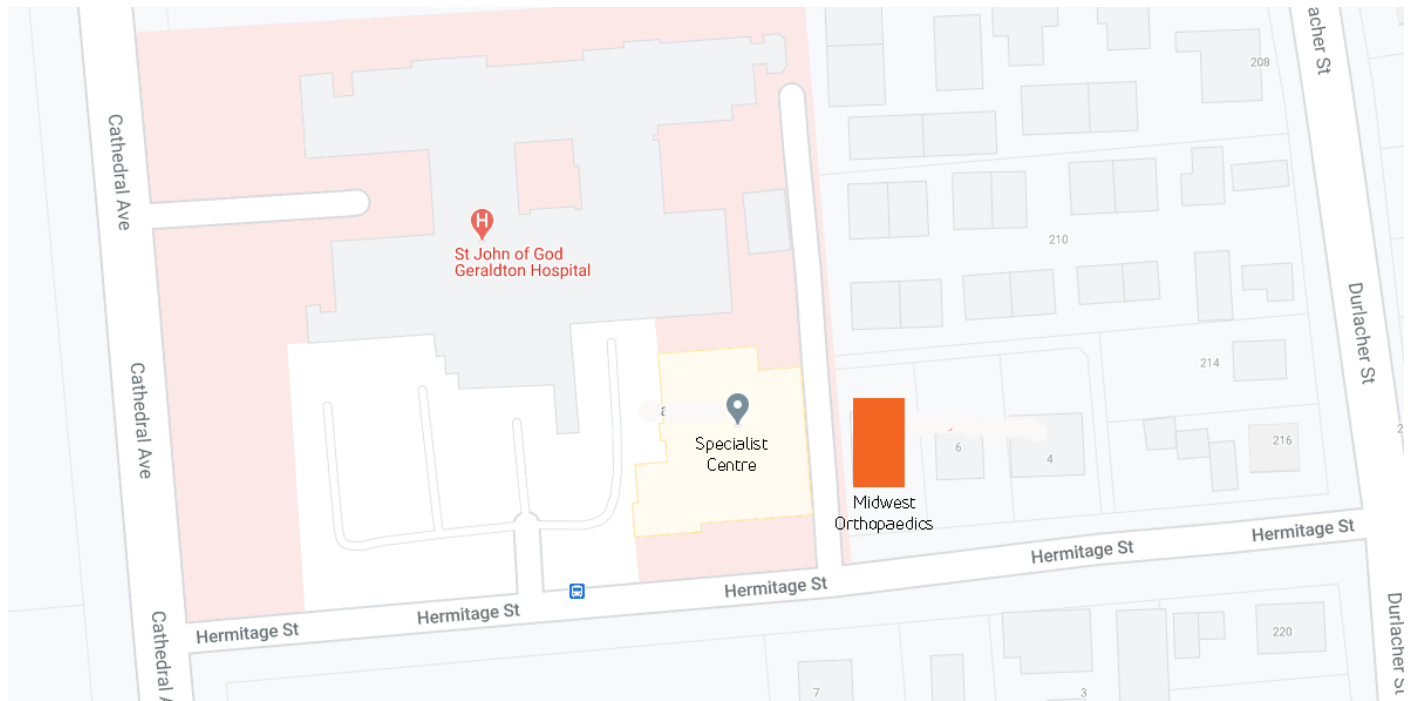 acher St
208
Cathedral Ave
H
St John of God
Geraldton Hospital
210
Durlacher St
Cathedral Ave
214
a
Specialist
Centre
6
4
216
2
Midwest
Orthopaedics
Hermitage St
Hermitage St
Hermitage St
Hermitage St
Hermitage St
Cathedral A
Durlacher St
220
7
3